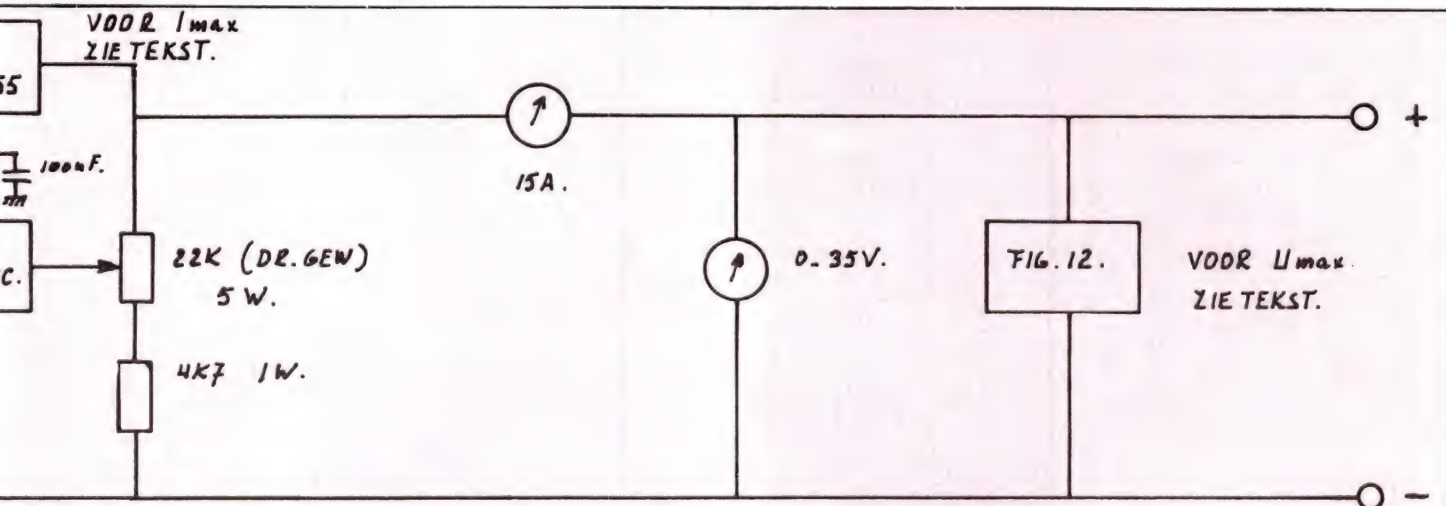 VOOR Imax
ZIE TEKST.
55
100nF.
C.
15A.
22K (DR.GEW)
5 W.
4K7 1W.
0-35V.
FIG.12.
VOOR Umax
ZIE TEKST.
+
-